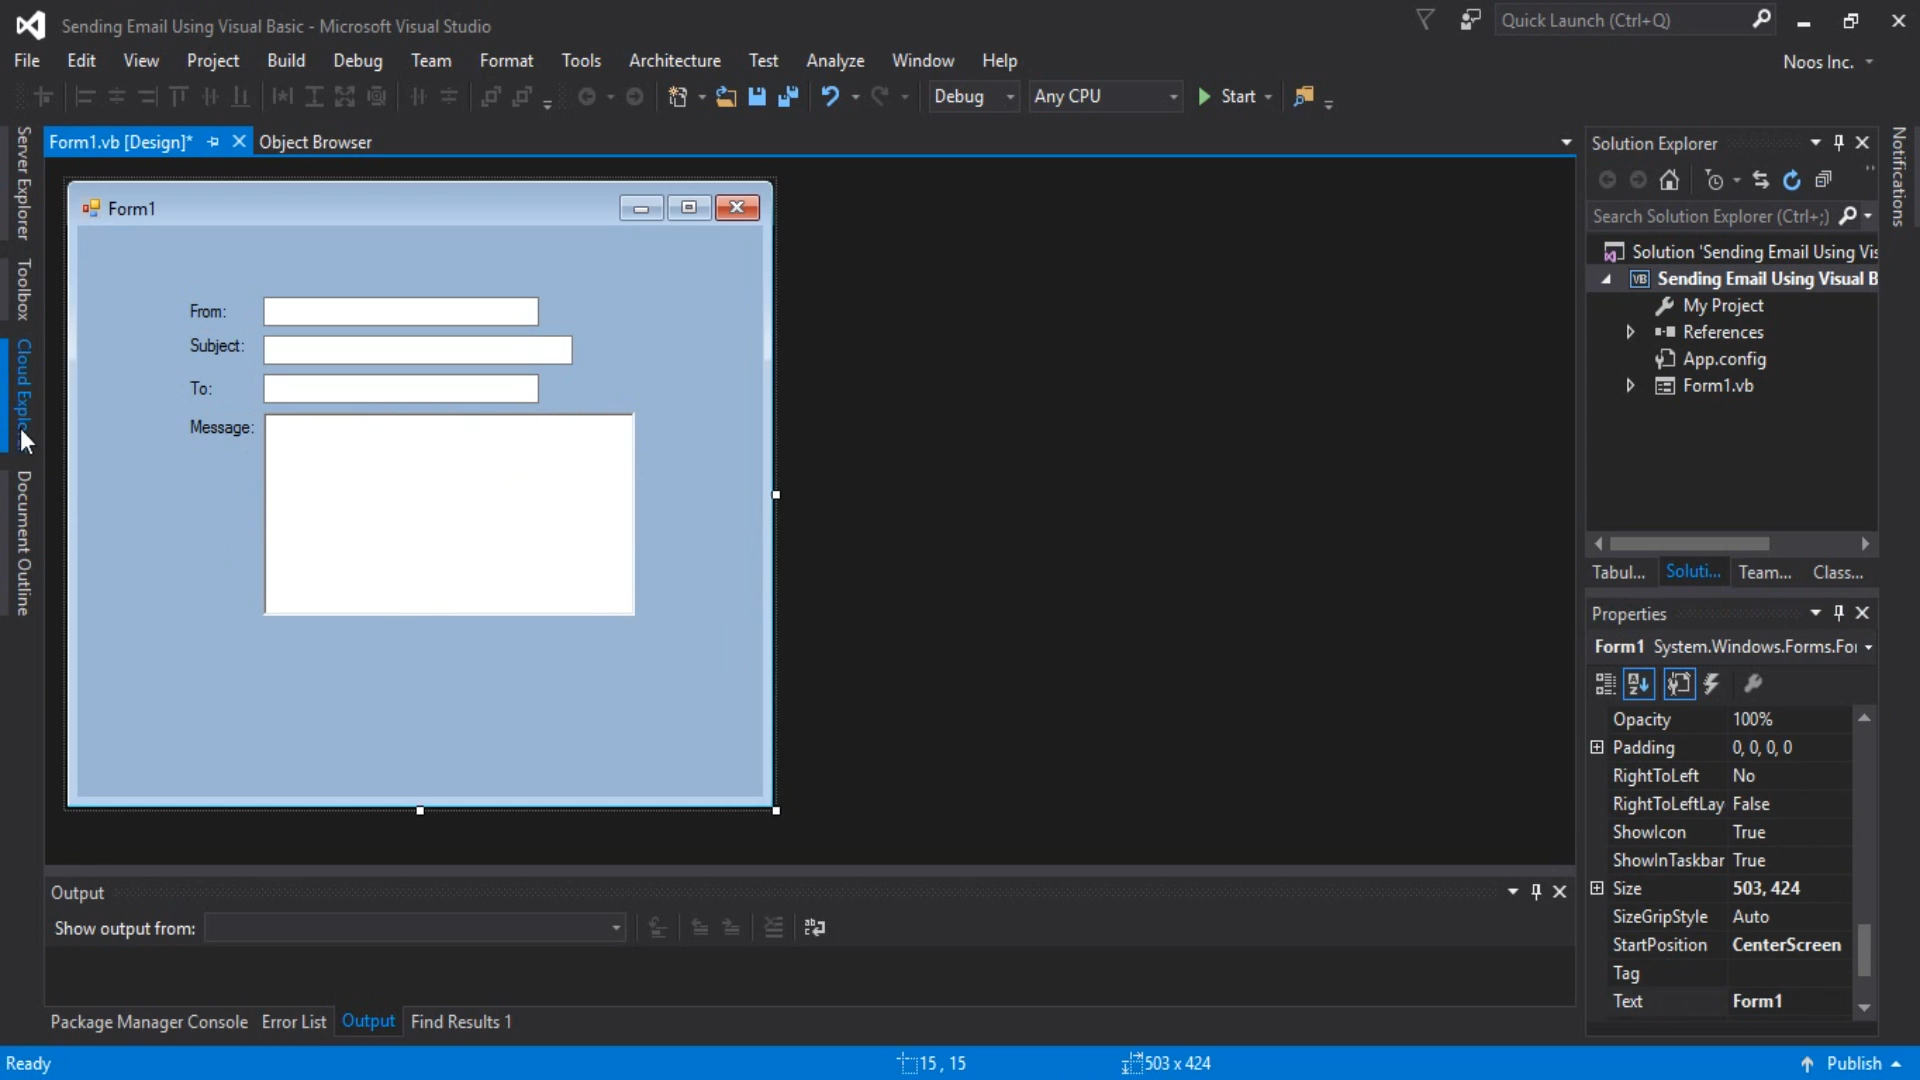 Sending Email Using Visual Basic - Microsoft Visual Studio
Quick Launch (Ctrl+Q)
File Edit View Project Build Debug Team Format Tools Architecture Test Analyze Window Help
Noos Inc.
Debug Any CPU Start
Form1.vb [Design]* Object Browser
Server Explorer
Toolbox
Cloud Explo
Document Outline
Form1
From:
Subject:
To:
Message:
Solution Explorer
Search Solution Explorer (Ctrl+;)
Solution 'Sending Email Using Vis
VB Sending Email Using Visual B
My Project
References
App.config
Form1.vb
Tabul... Soluti... Team... Class...
Notifications
Properties
Form1 System.Windows.Forms.For
Opacity 100%
Padding 0, 0, 0, 0
RightToLeft No
RightToLeftLay False
ShowIcon True
ShowInTaskbar True
Size 503, 424
SizeGripStyle Auto
StartPosition CenterScreen
Tag
Text Form1
Output
Show output from:
Package Manager Console Error List Output Find Results 1
Ready 15 , 15 503 x 424 Publish